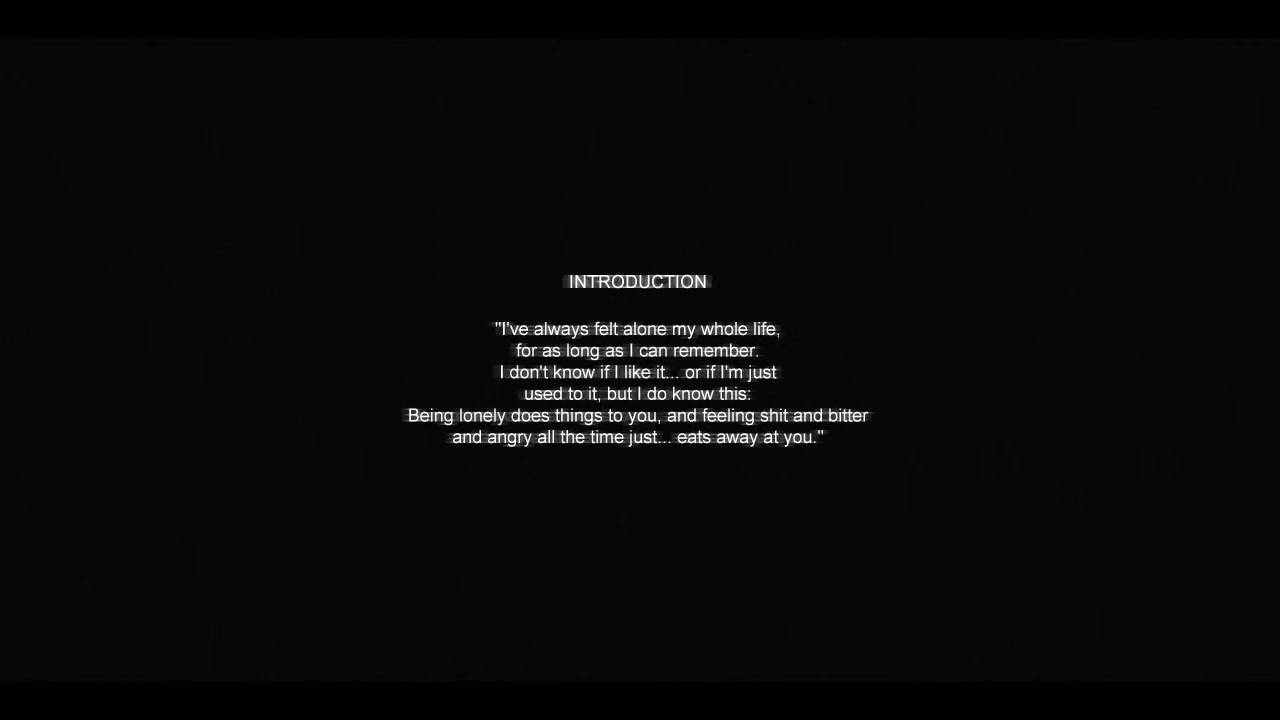 INTRODUCTION
"I've always felt alone my whole life,
for as long as I can remember.
I don't know if I like it... or if I'm just
used to it, but I do know this:
Being lonely does things to you, and feeling shit and bitter
and angry all the time just... eats away at you."